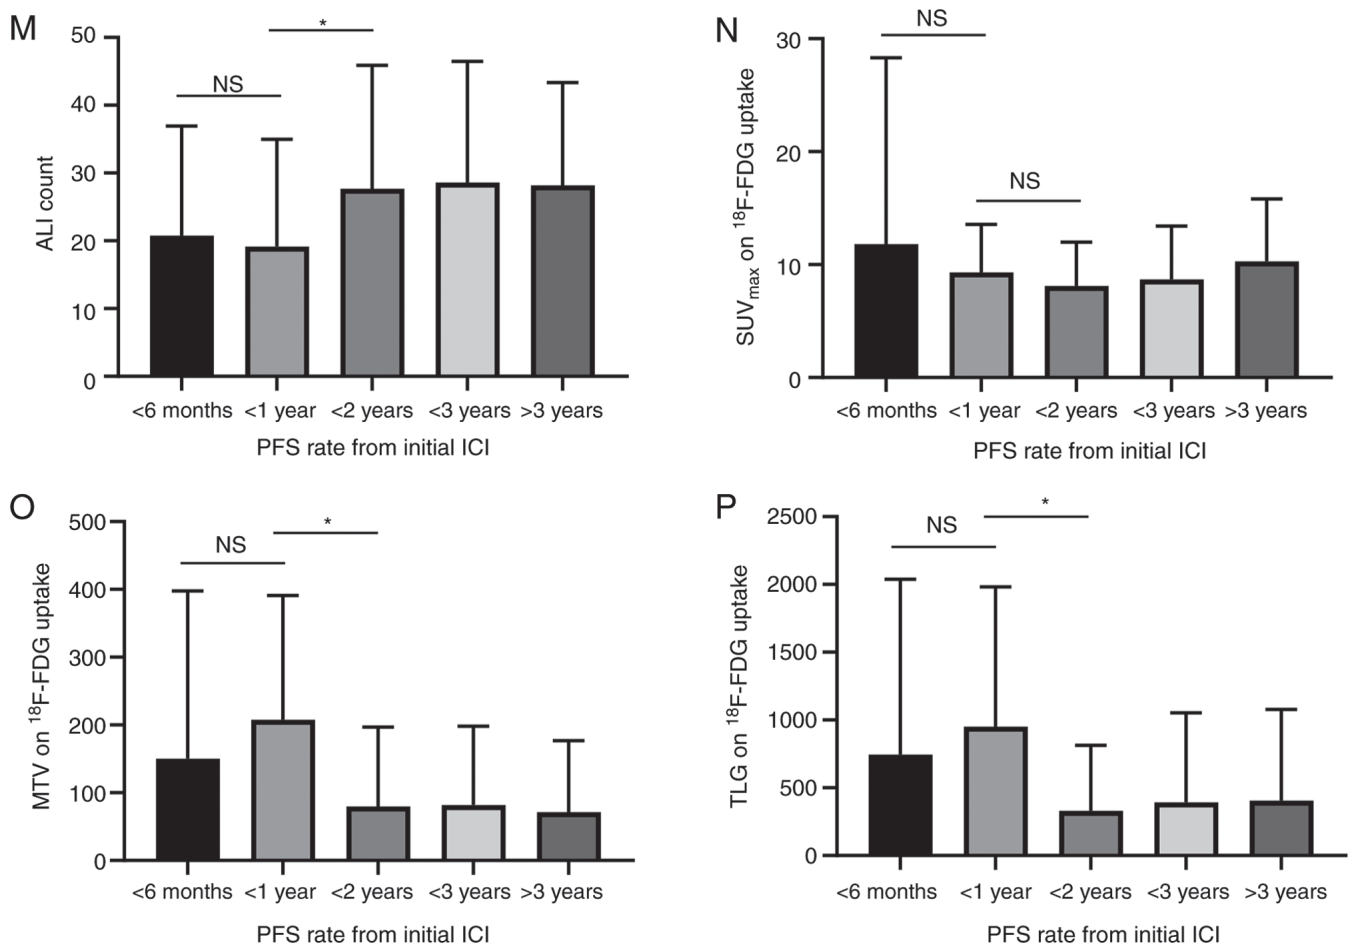 M
50
40
30
20
10
0
ALI count
NS
*
<6 months <1 year <2 years <3 years >3 years
PFS rate from initial ICI
N
30
20
10
0
SUVmax on 18F-FDG uptake
NS
NS
<6 months <1 year <2 years <3 years >3 years
PFS rate from initial ICI
O
500
400
300
200
100
0
MTV on 18F-FDG uptake
NS
*
<6 months <1 year <2 years <3 years >3 years
PFS rate from initial ICI
P
2500
2000
1500
1000
500
0
TLG on 18F-FDG uptake
NS
*
<6 months <1 year <2 years <3 years >3 years
PFS rate from initial ICI